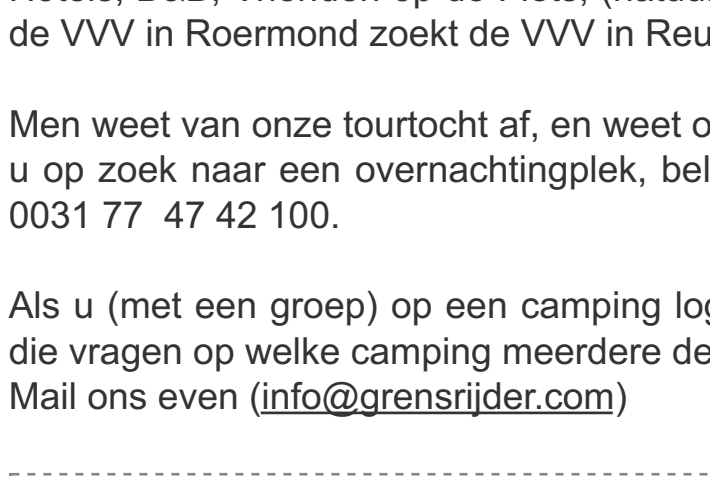 de VVV in Roermond zoekt de VVV in Reu
Men weet van onze tourtocht af, en weet o
u op zoek naar een overnachtingplek, bel
0031 77 47 42 100.
Als u (met een groep) op een camping log
die vragen op welke camping meerdere de
Mail ons even (info@grensrijder.com)